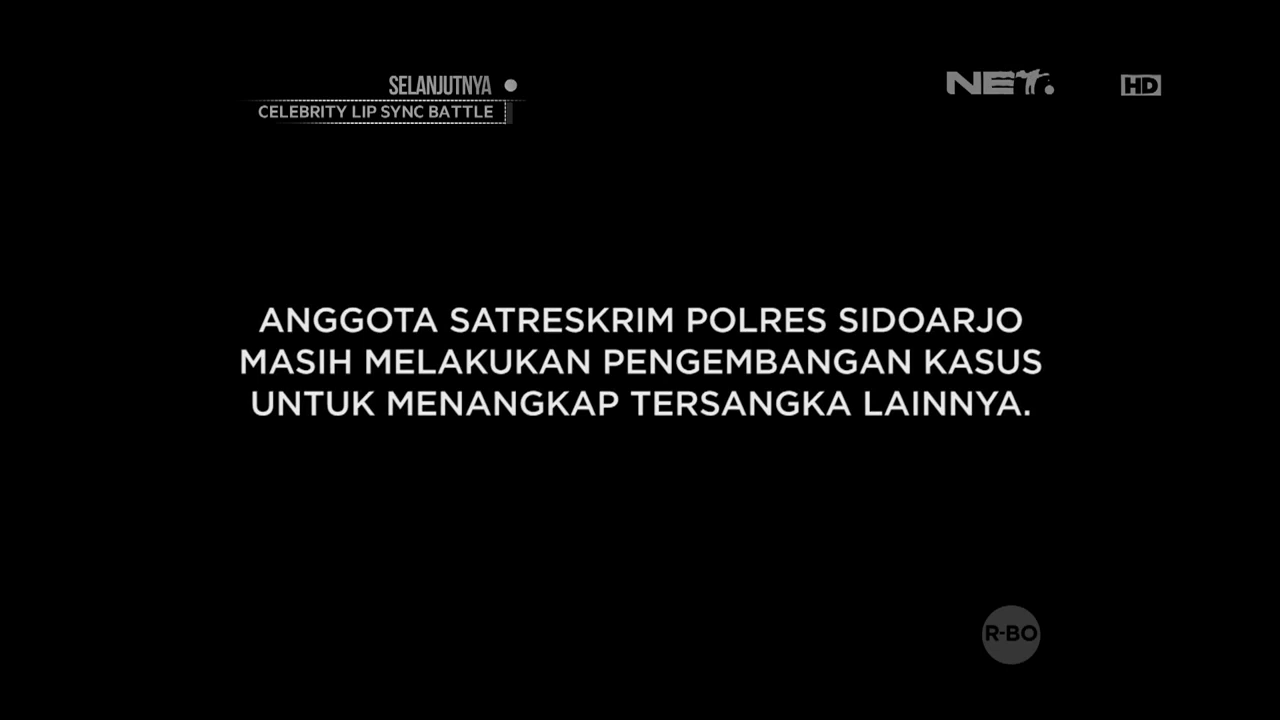 SELANJUTNYA
CELEBRITY LIP SYNC BATTLE
NET.
HD
ANGGOTA SATRESKRIM POLRES SIDOARJO
MASIH MELAKUKAN PENGEMBANGAN KASUS
UNTUK MENANGKAP TERSANGKA LAINNYA.
R-BO